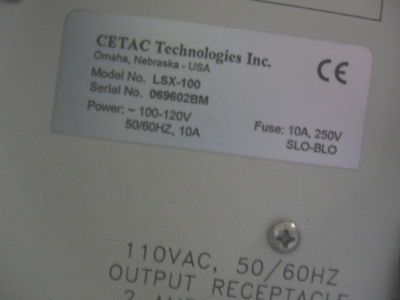 CETAC Technologies Inc.
Omaha, Nebraska - USA
CE
Model No. LSX-100
Serial No. 069602BM
Power: ~ 100-120V
50/60HZ, 10A
Fuse: 10A, 250V
SLO-BLO
110VAC, 50/60HZ
OUTPUT RECEPTACLE